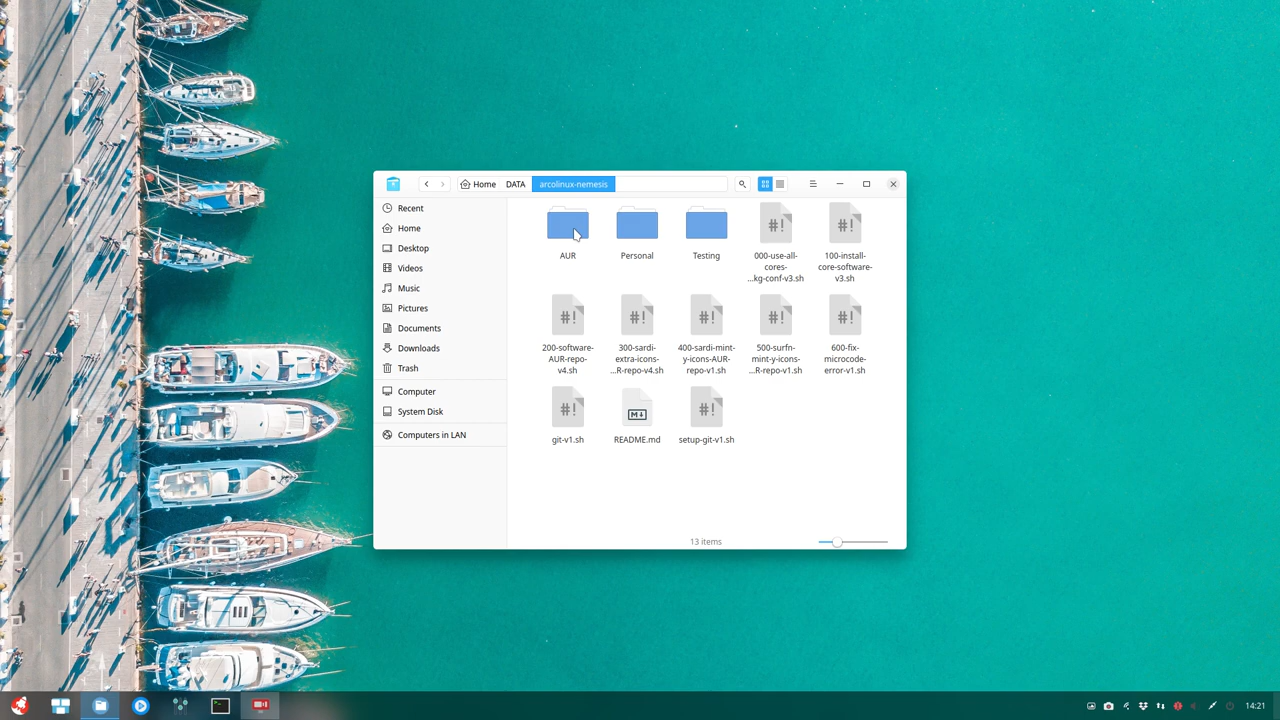 Home
DATA
arcolinux-nemesis
Recent
Home
Desktop
Videos
Music
Pictures
Documents
Downloads
Trash
Computer
System Disk
Computers in LAN
AUR
Personal
Testing
000-use-all-
cores-
...kg-conf-v3.sh
100-install-
core-software-
v3.sh
200-software-
AUR-repo-
v4.sh
300-sardi-
extra-icons-
...R-repo-v4.sh
400-sardi-mint-
y-icons-AUR-
repo-v1.sh
500-surfn-
mint-y-icons-
...R-repo-v1.sh
600-fix-
microcode-
error-v1.sh
git-v1.sh
README.md
setup-git-v1.sh
13 items
14:21